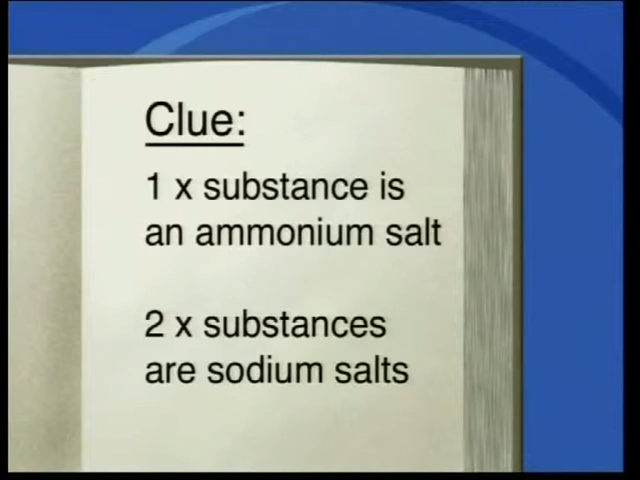 Clue:
1 x substance is
an ammonium salt
2 x substances
are sodium salts